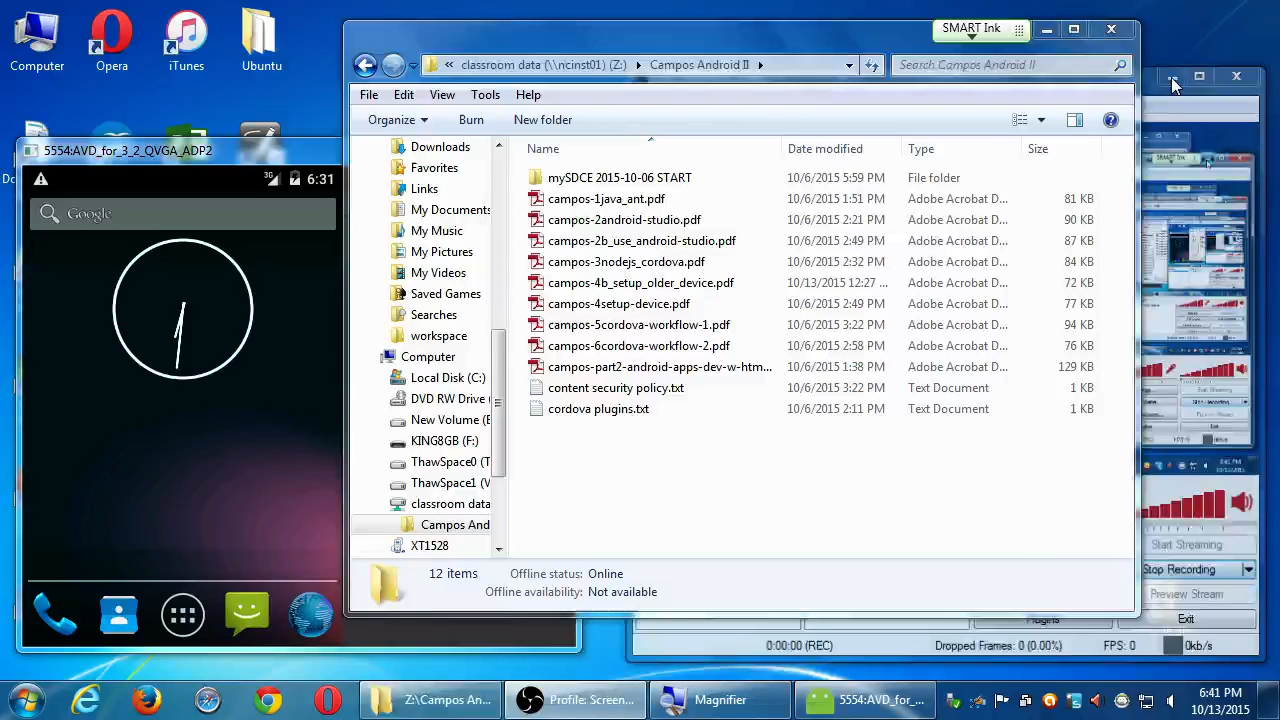 Computer
Opera
iTunes
Ubuntu
SMART Ink
« classroom data (\\ncinst01) (Z:) ▸ Campos Android II ▸
Search Campos Android II
File Edit View Tools Help
Organize Burn New folder
Name Date modified Type Size
Downloads
Favorites
Links
My Documents
My Music
My Pictures
My Videos
Saved Games
Searches
workspace
Computer
Local Disk (C:)
DVD RW Drive
New Volume (E
KING8GB (F:)
ThawSpace0 (T
ThawSpace1 (V
classroom data
Campos And
XT1528
mySDCE 2015-10-06 START 10/6/2015 5:59 PM File folder
10/6/2015 1:51 PM Adobe Acrobat D... 81 KB
campos-2android-studio.pdf 10/6/2015 2:21 PM Adobe Acrobat D... 90 KB
campos-2b_use_android-studio.pdf 10/6/2015 2:49 PM Adobe Acrobat D... 87 KB
campos-3nodejs_cordova.pdf 10/6/2015 2:32 PM Adobe Acrobat D... 84 KB
campos-4b_setup_older_device.pdf 10/13/2015 12:27 ... Adobe Acrobat D... 72 KB
campos-4setup-device.pdf 10/6/2015 2:49 PM Adobe Acrobat D... 77 KB
campos-5cordova-workflow-1.pdf 10/6/2015 6:22 PM Adobe Acrobat D... 94 KB
campos-6cordova-workflow-2.pdf 10/6/2015 2:58 PM Adobe Acrobat D... 76 KB
campos-part2-android-apps-dev-w-htm... 10/6/2015 1:38 PM Adobe Acrobat D... 129 KB
content security policy.txt 10/6/2015 3:22 PM Text Document 1 KB
cordova plugins.txt 10/6/2015 2:11 PM Text Document 1 KB
items Offline status: Online
Offline availability: Not available
5554:AVD_for_3_2_QVGA_ADP2
3G 6:31
Google
Start Streaming
Stop Recording
Preview Stream
Plugins Exit
0:00:00 (REC) Dropped Frames: 0 (0.00%) FPS: 0 0kb/s
Z:\Campos An...
Profile: Screen...
Magnifier
5554:AVD_for_...
6:41 PM
10/13/2015